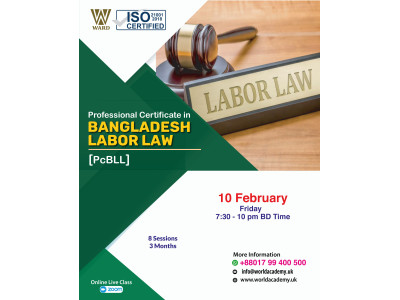 WARD
ISO 21001 2018
CERTIFIED
LABOR LAW
Professional Certificate in
BANGLADESH
LABOR LAW
[PcBLL]
10 February
Friday
7:30 - 10 pm BD Time
8 Sessions
3 Months
More Information
+88017 99 400 500
info@worldacademy.uk
www.worldacademy.uk
Online Live Class
zoom